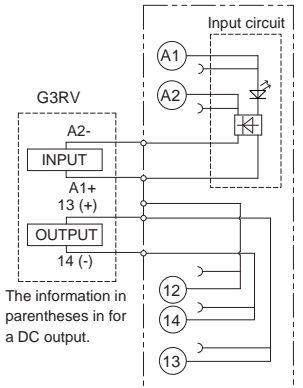 Input circuit
A1
A2
G3RV
A2-
INPUT
A1+
13 (+)
OUTPUT
14 (-)
The information in
parentheses in for
a DC output.
12
14
13